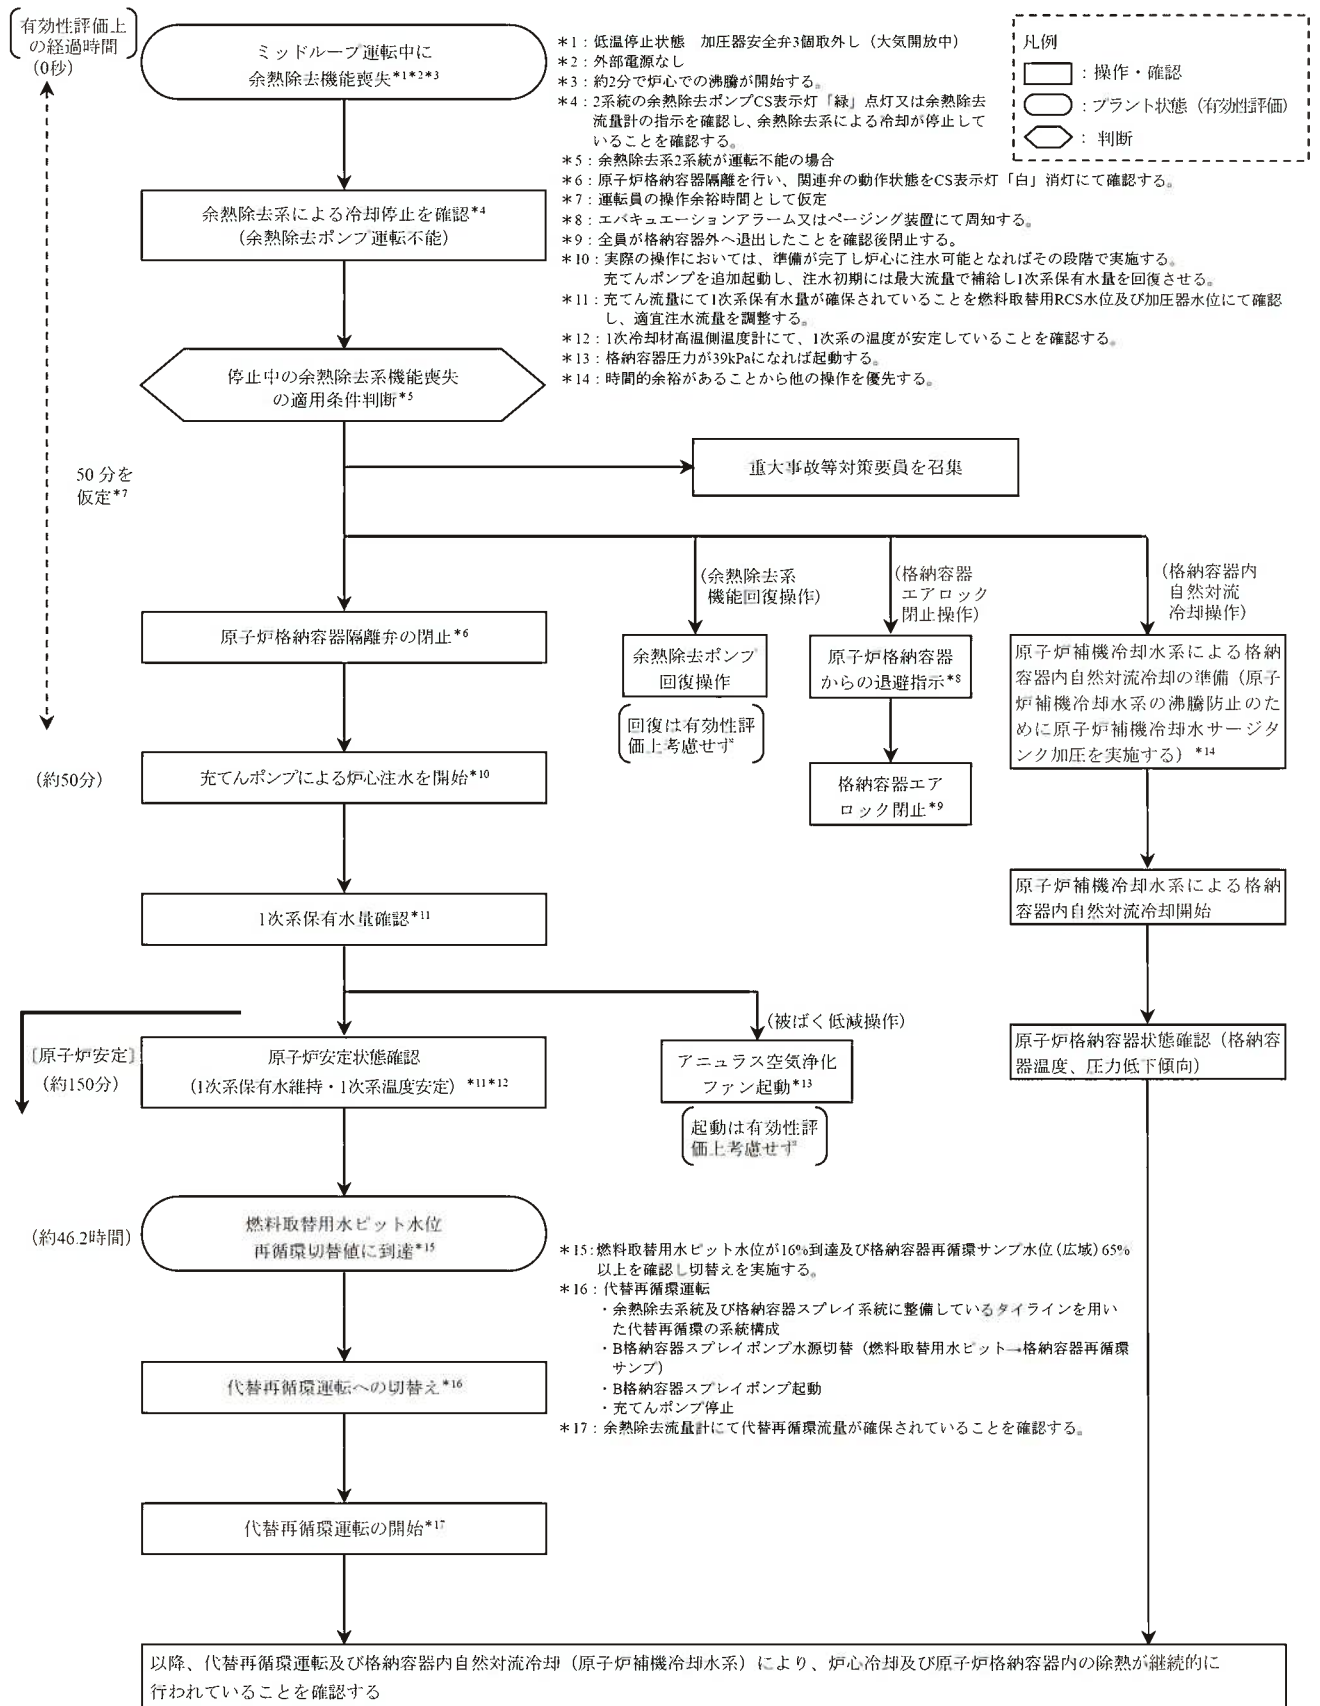 有効性評価上
の経過時間
(0秒)
ミッドループ運転中に
余熱除去機能喪失*1*2*3
*1：低温停止状態　加圧器安全弁3個取外し（大気開放中）
*2：外部電源なし
*3：約2分で炉心での沸騰が開始する。
*4：2系統の余熱除去ポンプCS表示灯「緑」点灯又は余熱除去
流量計の指示を確認し、余熱除去系による冷却が停止して
いることを確認する。
*5：余熱除去系2系統が運転不能の場合
*6：原子炉格納容器隔離を行い、関連弁の動作状態をCS表示灯「白」消灯にて確認する。
*7：運転員の操作余裕時間として仮定
*8：エバキュエーションアラーム又はページング装置にて周知する。
*9：全員が格納容器外へ退出したことを確認後閉止する。
*10：実際の操作においては、準備が完了し炉心に注水可能となればその段階で実施する。
充てんポンプを追加起動し、注水初期には最大流量で補給し1次系保有水量を回復させる。
*11：充てん流量にて1次系保有水量が確保されていることを燃料取替用RCS水位及び加圧器水位にて確認
し、適宜注水流量を調整する。
*12：1次冷却材高温側温度計にて、1次系の温度が安定していることを確認する。
*13：格納容器圧力が39kPaになれば起動する。
*14：時間的余裕があることから他の操作を優先する。
凡例
：操作・確認
：プラント状態（有効性評価）
：判断
余熱除去系による冷却停止を確認*4
（余熱除去ポンプ運転不能）
停止中の余熱除去系機能喪失
の適用条件判断*5
50分を
仮定*7
重大事故等対策要員を召集
(余熱除去系
機能回復操作)
(格納容器
エアロック
閉止操作)
(格納容器内
自然対流
冷却操作)
原子炉格納容器隔離弁の閉止*6
余熱除去ポンプ
回復操作
回復は有効性評
価上考慮せず
原子炉格納容器
からの退避指示*8
原子炉補機冷却水系による格納
容器内自然対流冷却の準備（原子
炉補機冷却水系の沸騰防止のた
めに原子炉補機冷却水サージタ
ンク加圧を実施する）*14
(約50分)
充てんポンプによる炉心注水を開始*10
格納容器エア
ロック閉止*9
原子炉補機冷却水系による格納
容器内自然対流冷却開始
1次系保有水量確認*11
(被ばく低減操作)
〔原子炉安定〕
(約150分)
原子炉安定状態確認
（1次系保有水維持・1次系温度安定）*11*12
アニュラス空気浄化
ファン起動*13
起動は有効性評
価上考慮せず
原子炉格納容器状態確認（格納容
器温度、圧力低下傾向）
(約46.2時間)
燃料取替用水ピット水位
再循環切替値に到達*15
*15：燃料取替用水ピット水位が16%到達及び格納容器再循環サンプ水位（広域）65%
以上を確認し切替えを実施する。
*16：代替再循環運転
・余熱除去系統及び格納容器スプレイ系統に整備しているタイラインを用い
た代替再循環の系統構成
・B格納容器スプレイポンプ水源切替（燃料取替用水ピット→格納容器再循環
サンプ）
・B格納容器スプレイポンプ起動
・充てんポンプ停止
*17：余熱除去流量計にて代替再循環流量が確保されていることを確認する。
代替再循環運転への切替え*16
代替再循環運転の開始*17
以降、代替再循環運転及び格納容器内自然対流冷却（原子炉補機冷却水系）により、炉心冷却及び原子炉格納容器内の除熱が継続的に
行われていることを確認する